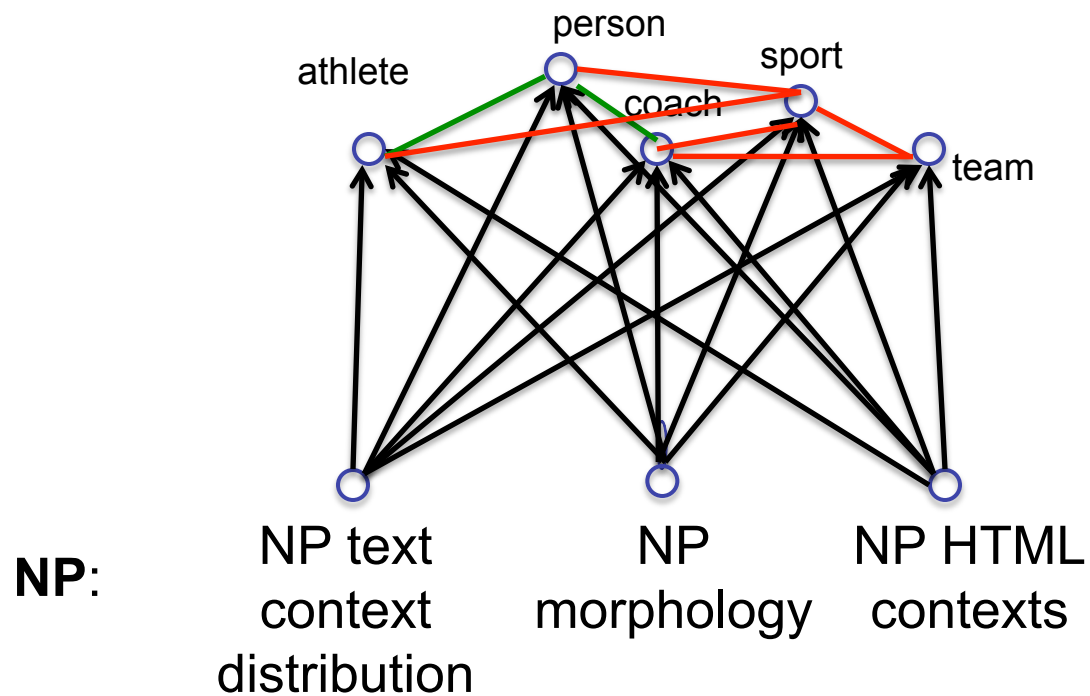 person
sport
athlete
coach
team
NP:
NP text
context
distribution
NP
morphology
NP HTML
contexts